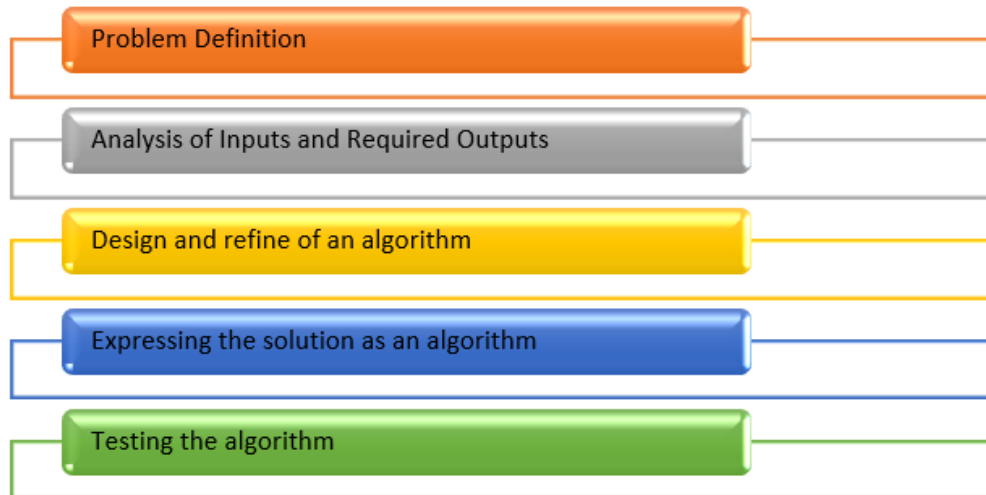 Problem Definition
Analysis of Inputs and Required Outputs
Design and refine of an algorithm
Expressing the solution as an algorithm
Testing the algorithm